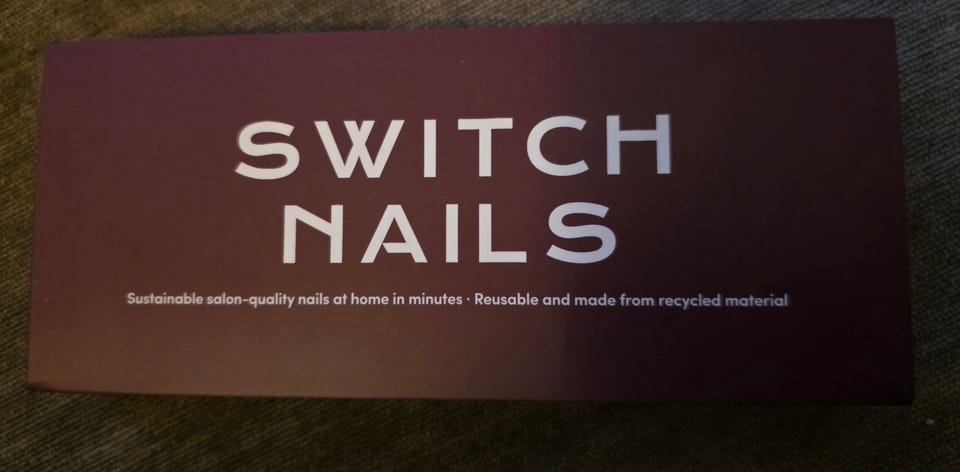 SWITCH
NAILS
Sustainable salon-quality nails at home in minutes · Reusable and made from recycled material